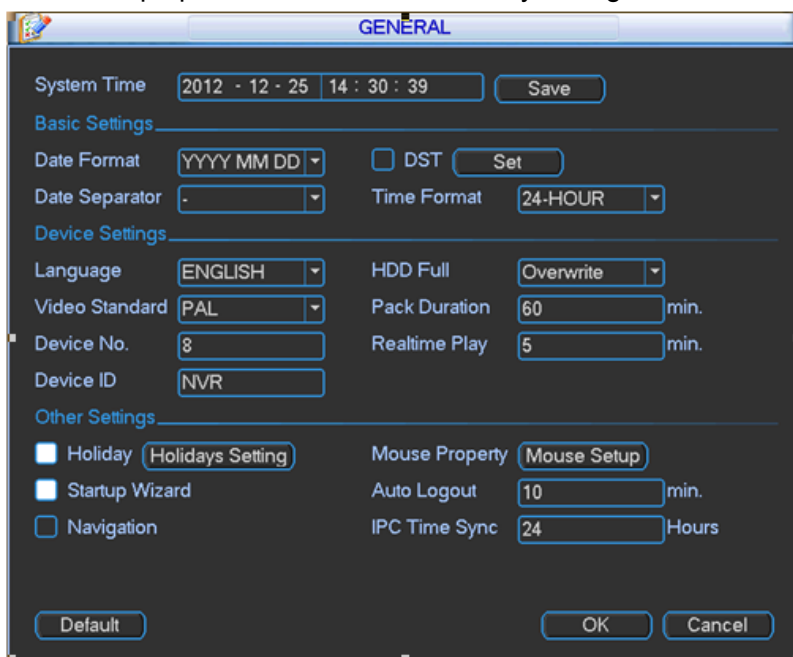 GENERAL
System Time 2012 - 12 - 25 14 : 30 : 39 Save
Basic Settings
Date Format YYYY MM DD DST Set
Date Separator - Time Format 24-HOUR
Device Settings
Language ENGLISH HDD Full Overwrite
Video Standard PAL Pack Duration 60 min.
Device No. 8 Realtime Play 5 min.
Device ID NVR
Other Settings
Holiday Holidays Setting Mouse Property Mouse Setup
Startup Wizard Auto Logout 10 min.
Navigation IPC Time Sync 24 Hours
Default OK Cancel